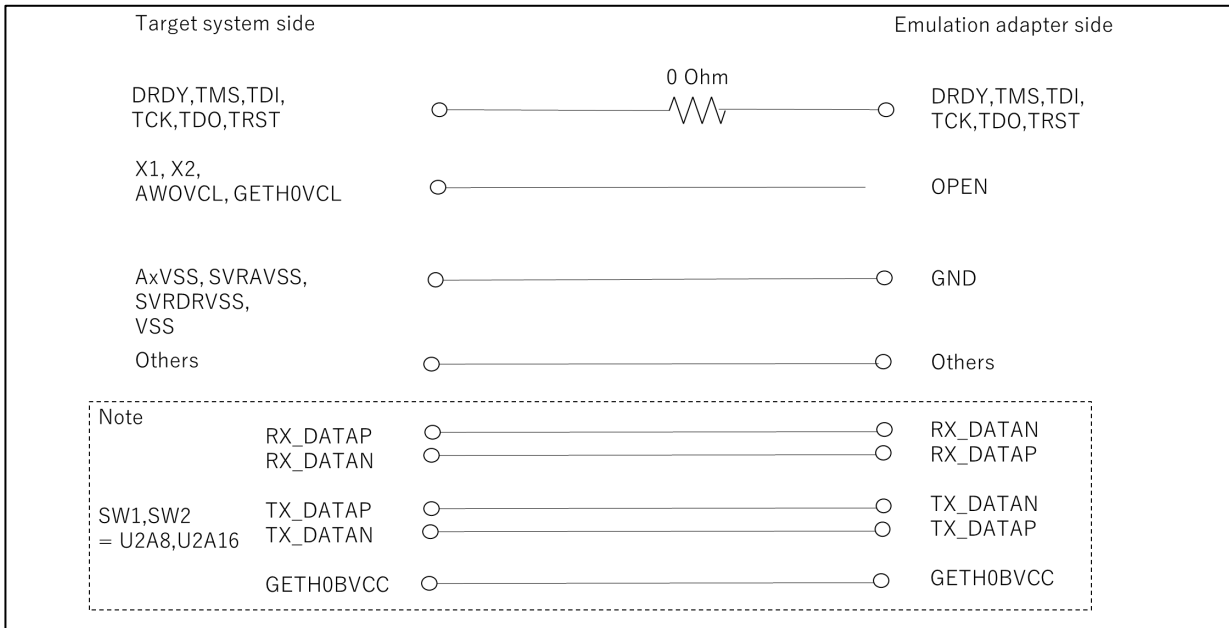 Target system side
Emulation adapter side
0 Ohm
DRDY,TMS,TDI,
TCK,TDO,TRST
DRDY,TMS,TDI,
TCK,TDO,TRST
X1, X2,
AWOVCL, GETH0VCL
OPEN
AxVSS, SVRAVSS,
SVRDRVSS,
VSS
GND
Others
Others
Note
RX_DATAP
RX_DATAN
RX_DATAN
RX_DATAP
SW1,SW2
= U2A8,U2A16
TX_DATAP
TX_DATAN
TX_DATAN
TX_DATAP
GETH0BVCC
GETH0BVCC